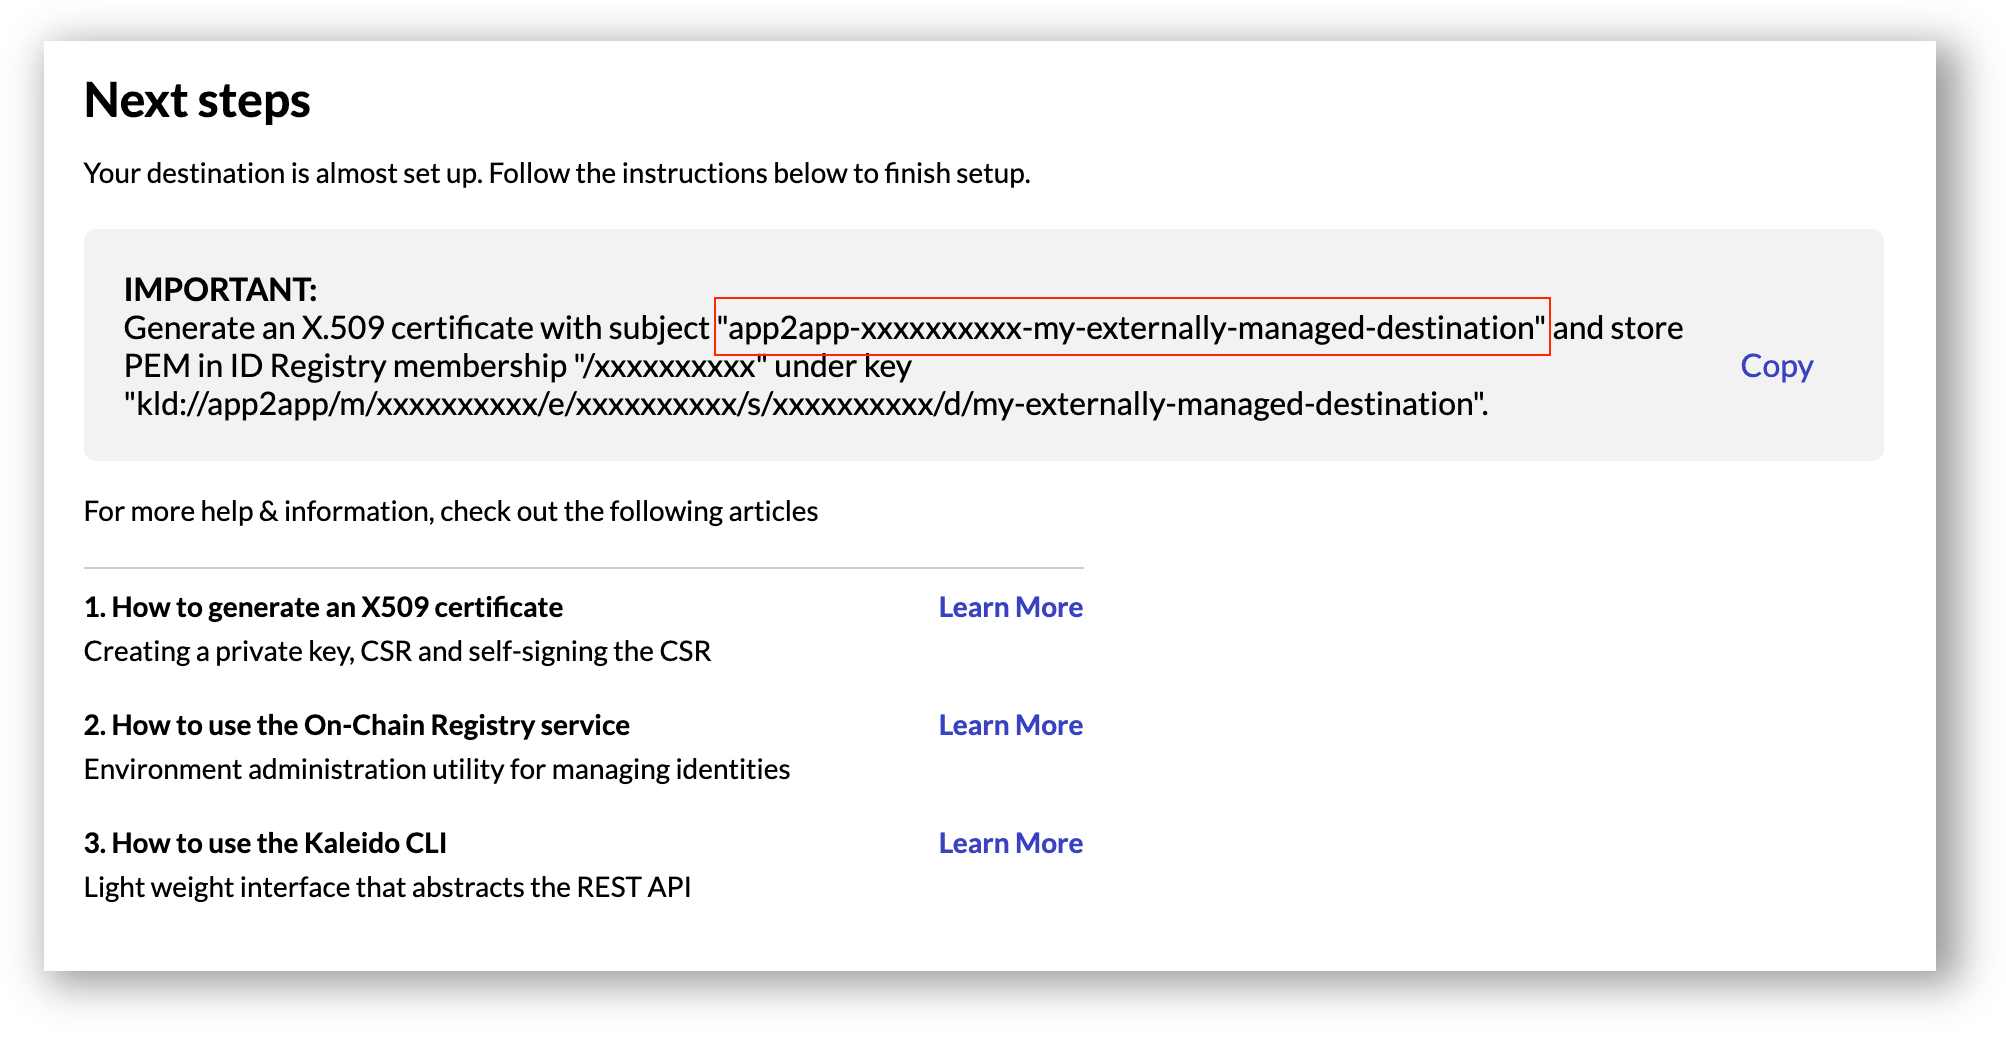 Next steps
Your destination is almost set up. Follow the instructions below to finish setup.
IMPORTANT:
Generate an X.509 certificate with subject "app2app-xxxxxxxxxx-my-externally-managed-destination" and store
PEM in ID Registry membership "/xxxxxxxxxx" under key
"kld://app2app/m/xxxxxxxxxx/e/xxxxxxxxxx/s/xxxxxxxxxx/d/my-externally-managed-destination".
Copy
For more help & information, check out the following articles
1. How to generate an X509 certificate Learn More
Creating a private key, CSR and self-signing the CSR
2. How to use the On-Chain Registry service Learn More
Environment administration utility for managing identities
3. How to use the Kaleido CLI Learn More
Light weight interface that abstracts the REST API